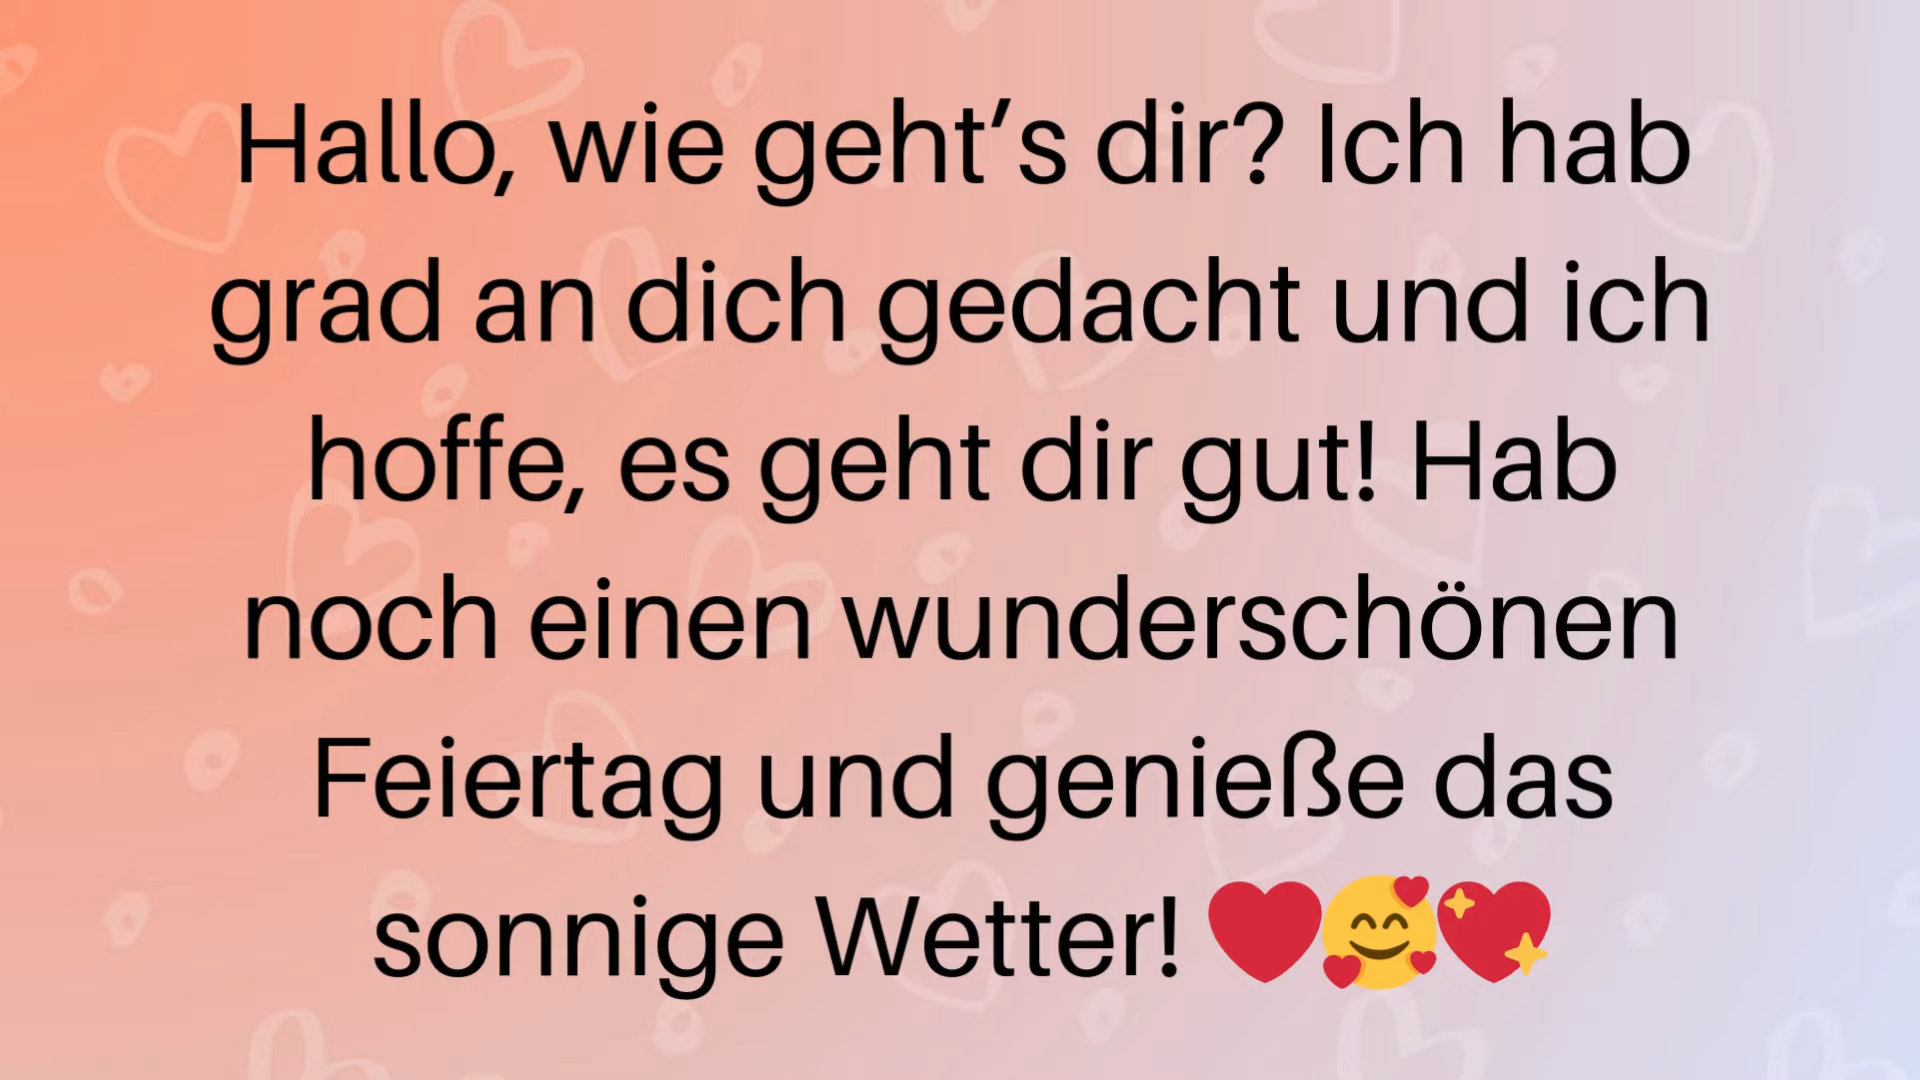 Hallo, wie geht’s dir? Ich hab
grad an dich gedacht und ich
hoffe, es geht dir gut! Hab
noch einen wunderschönen
Feiertag und genieße das
sonnige Wetter! ❤️🥰💖